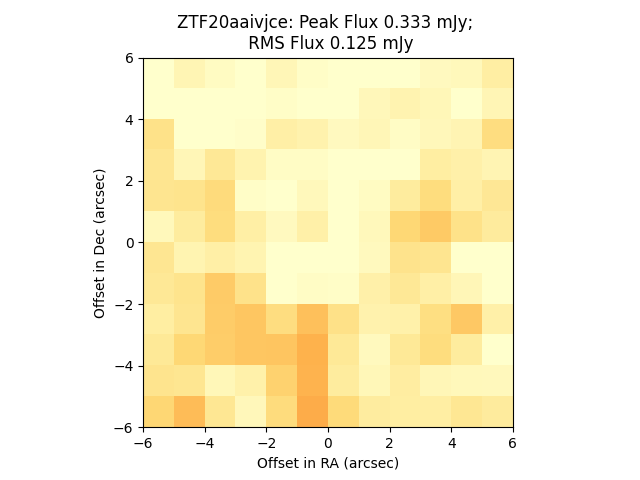 ZTF20aaivjce: Peak Flux 0.333 mJy;
RMS Flux 0.125 mJy
6
4
2
0
−2
−4
−6
Offset in Dec (arcsec)
−6 −4 −2 0 2 4 6
Offset in RA (arcsec)